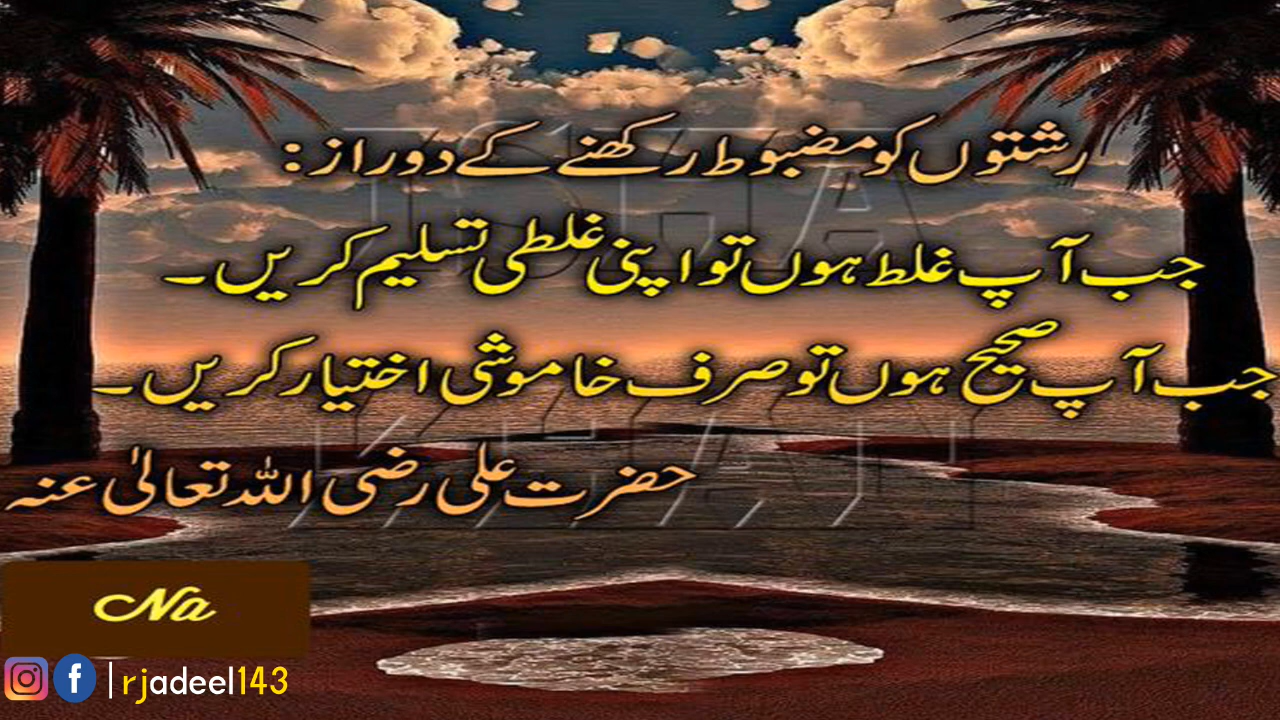 رشتوں کو مضبوط رکھنے کے دو راز:
جب آپ غلط ہوں تو اپنی غلطی تسلیم کریں۔
جب آپ صحیح ہوں تو صرف خاموشی اختیار کریں۔
حضرت علی رضی اللہ تعالیٰ عنہ
Na
|rjadeel143